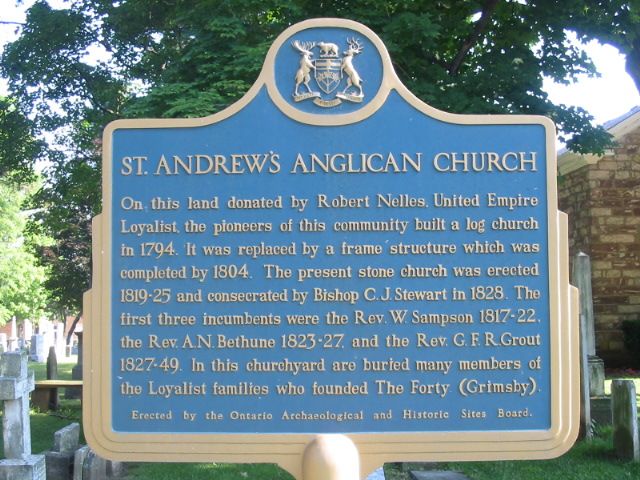 ST. ANDREW'S ANGLICAN CHURCH
On this land donated by Robert Nelles, United Empire
Loyalist, the pioneers of this community built a log church
in 1794. It was replaced by a frame structure which was
completed by 1804. The present stone church was erected
1819-25 and consecrated by Bishop C.J. Stewart in 1828. The
first three incumbents were the Rev. W. Sampson 1817-22,
the Rev. A.N. Bethune 1823-27, and the Rev. G.F.R. Grout
1827-49. In this churchyard are buried many members of
the Loyalist families who founded The Forty (Grimsby).
Erected by the Ontario Archaeological and Historic Sites Board.